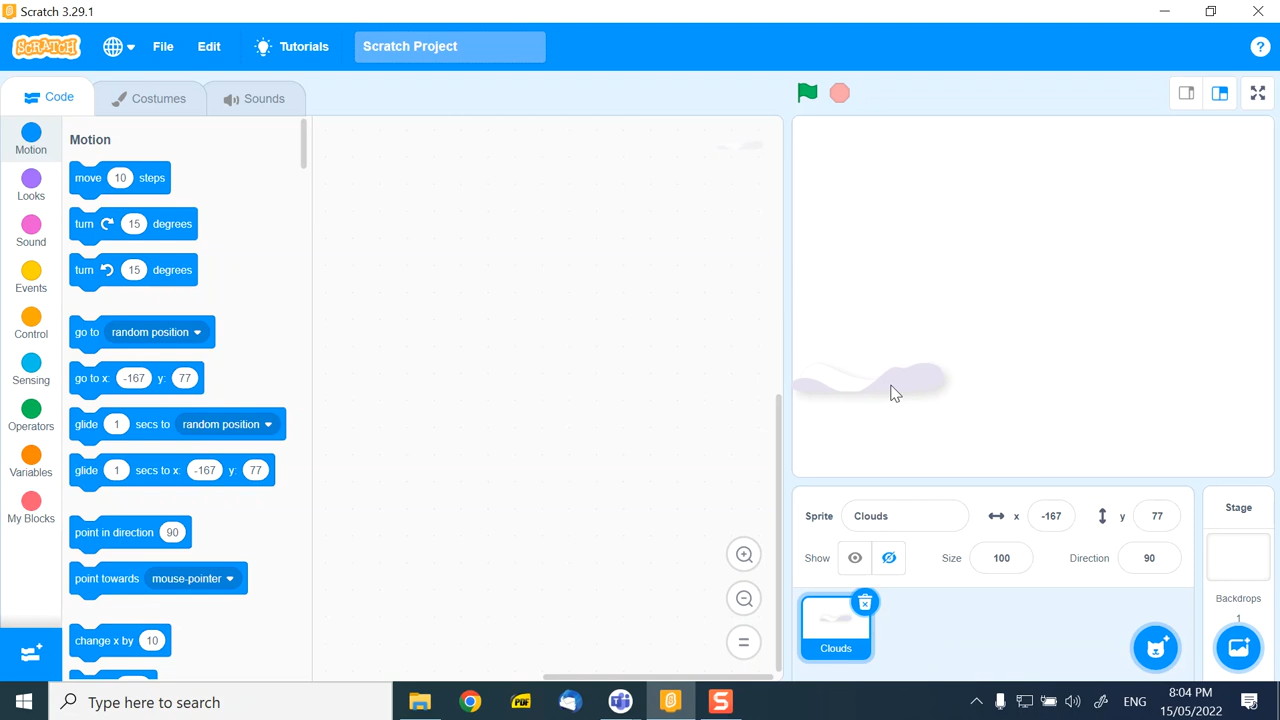 Scratch 3.29.1
SCRATCH
File
Edit
Tutorials
Scratch Project
?
Code
Costumes
Sounds
Motion
Looks
Sound
Events
Control
Sensing
Operators
Variables
My Blocks
Motion
move 10 steps
turn 15 degrees
turn 15 degrees
go to random position
go to x: -167 y: 77
glide 1 secs to random position
glide 1 secs to x: -167 y: 77
point in direction 90
point towards mouse-pointer
change x by 10
Sprite Clouds x -167 y 77
Show Size 100 Direction 90
Clouds
Stage
Backdrops
1
Type here to search
PDF
S
ENG
8:04 PM
15/05/2022